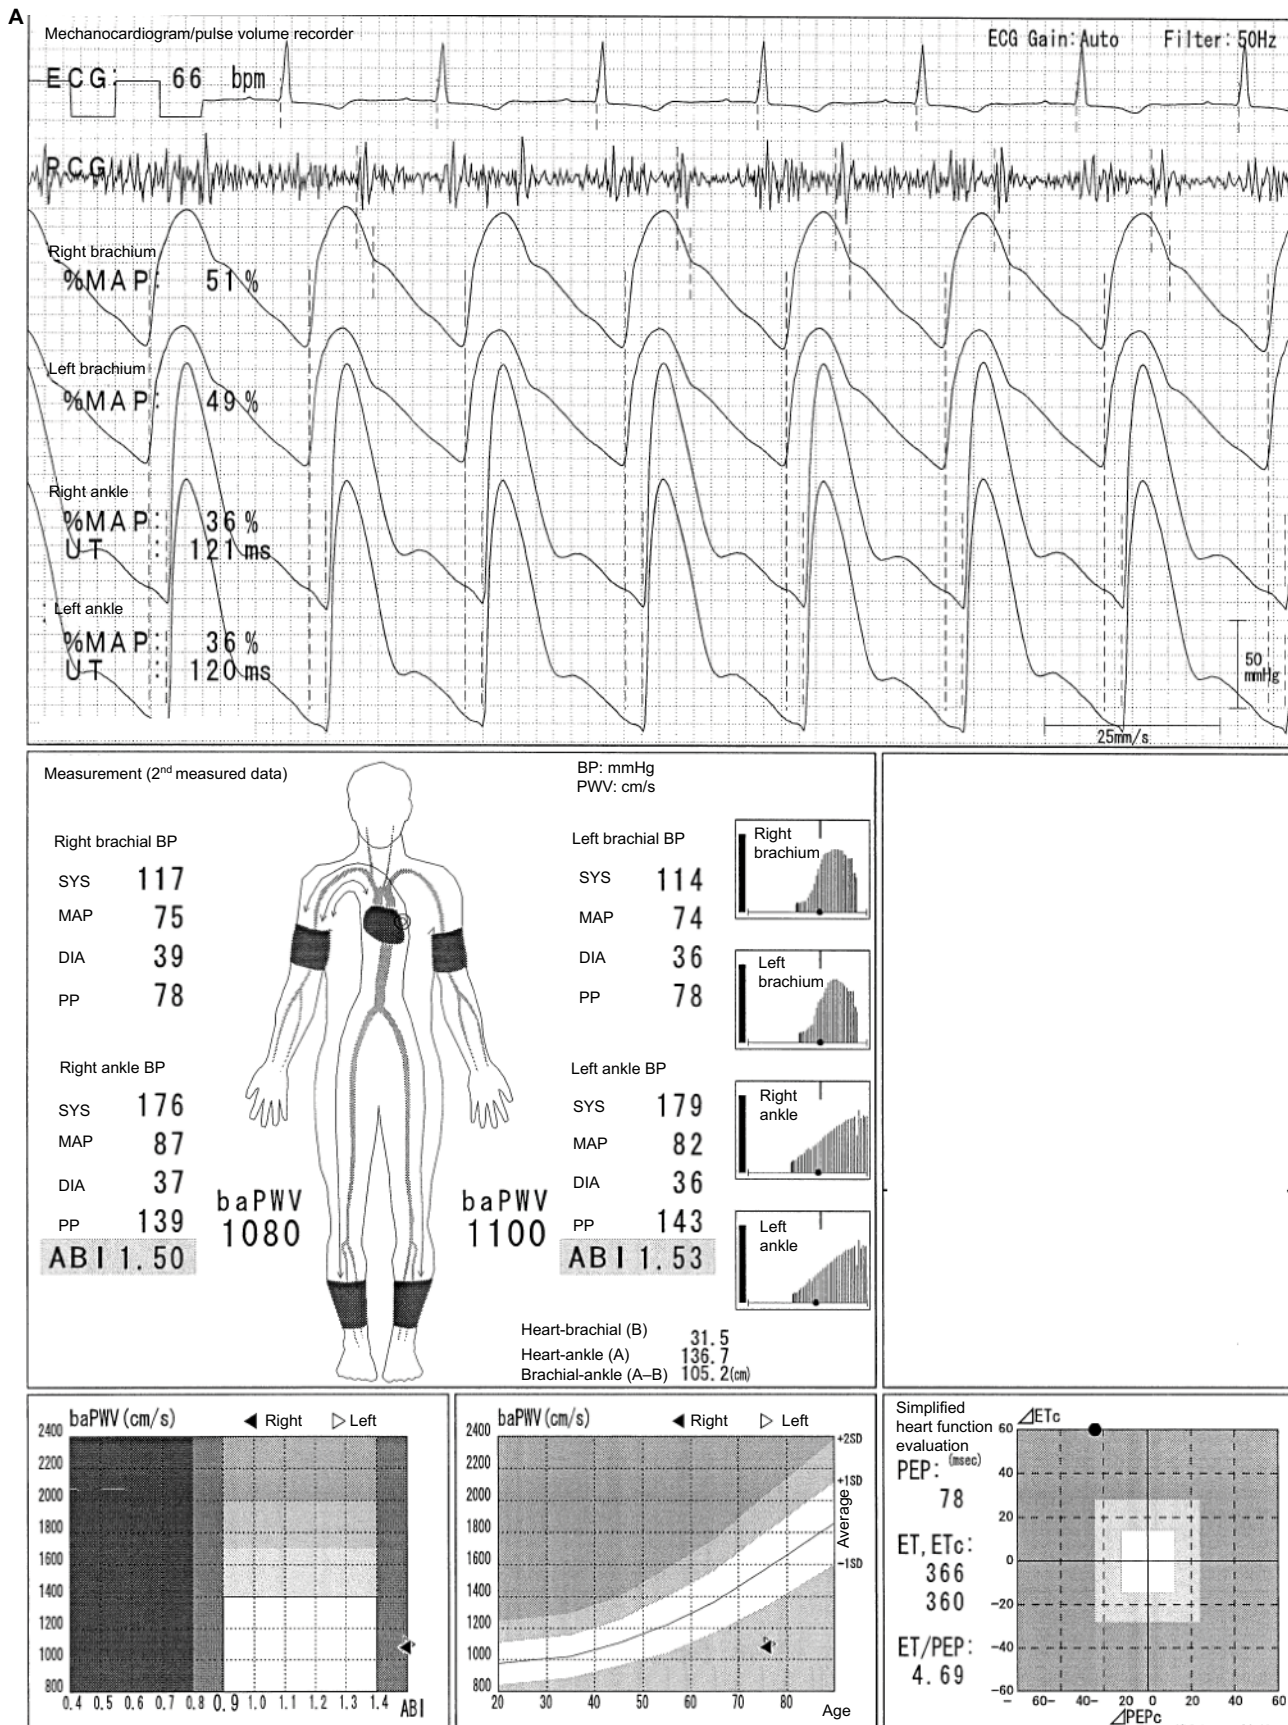 A
Mechanocardiogram/pulse volume recorder
ECG Gain:Auto Filter:50Hz
ECG: 66 bpm
PCG
Right brachium
%MAP: 51%
Left brachium
%MAP: 49%
Right ankle
%MAP: 36%
UT : 121ms
Left ankle
%MAP: 36%
UT : 120ms
50
mmHg
25mm/s
Measurement (2nd measured data)
BP: mmHg
PWV: cm/s
Right brachial BP
SYS 117
MAP 75
DIA 39
PP 78
Left brachial BP
SYS 114
MAP 74
DIA 36
PP 78
Right brachium
Left brachium
Right ankle
Left ankle
Right ankle BP
SYS 176
MAP 87
DIA 37
PP 139
ABI 1.50
baPWV
1080
baPWV
1100
Left ankle BP
SYS 179
MAP 82
DIA 36
PP 143
ABI 1.53
Heart-brachial (B) 31.5
Heart-ankle (A) 136.7
Brachial-ankle (A–B) 105.2(cm)
baPWV(cm/s) ◀ Right ▷ Left
2400
2200
2000
1800
1600
1400
1200
1000
800
0.4 0.5 0.6 0.7 0.8 0.9 1.0 1.1 1.2 1.3 1.4 ABI
baPWV(cm/s) ◀ Right ▷ Left
2400
2200
2000
1800
1600
1400
1200
1000
800
+2SD
+1SD
Average
-1SD
20 30 40 50 60 70 80 Age
Simplified
heart function
evaluation
(msec)
PEP:
78
ET, ETc:
366
360
ET/PEP:
4.69
⊿ETc
60
40
20
0
-20
-40
-60
- 60- 40- 20 0 20 40 60
⊿PEPc